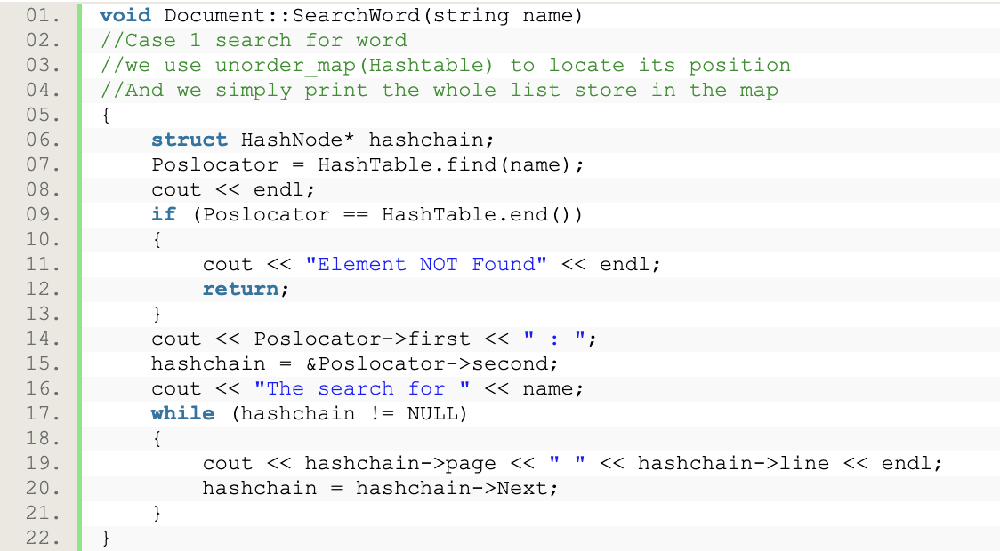 01. void Document::SearchWord(string name)
02. //Case 1 search for word
03. //we use unorder_map(Hashtable) to locate its position
04. //And we simply print the whole list store in the map
05. {
06.     struct HashNode* hashchain;
07.     Poslocator = HashTable.find(name);
08.     cout << endl;
09.     if (Poslocator == HashTable.end())
10.     {
11.         cout << "Element NOT Found" << endl;
12.         return;
13.     }
14.     cout << Poslocator->first << " : ";
15.     hashchain = &Poslocator->second;
16.     cout << "The search for " << name;
17.     while (hashchain != NULL)
18.     {
19.         cout << hashchain->page << " " << hashchain->line << endl;
20.         hashchain = hashchain->Next;
21.     }
22. }